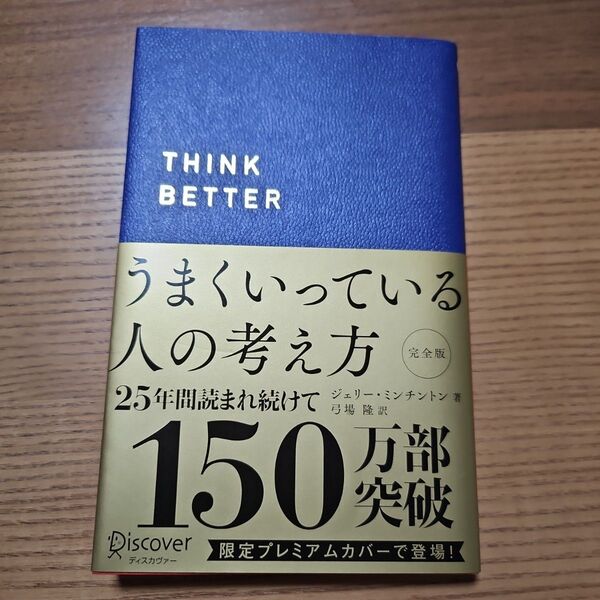 THINK
BETTER
うまくいっている
人の考え方
完全版
25年間読まれ続けて
ジェリー・ミンチントン 著
弓場 隆 訳
150万部
突破
Discover
ディスカヴァー
限定プレミアムカバーで登場!